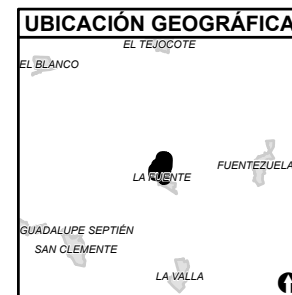 UBICACIÓN GEOGRÁFICA
EL TEJOCOTE
EL BLANCO
FUENTEZUELA
LA FUENTE
GUADALUPE SEPTIÉN
SAN CLEMENTE
LA VALLA